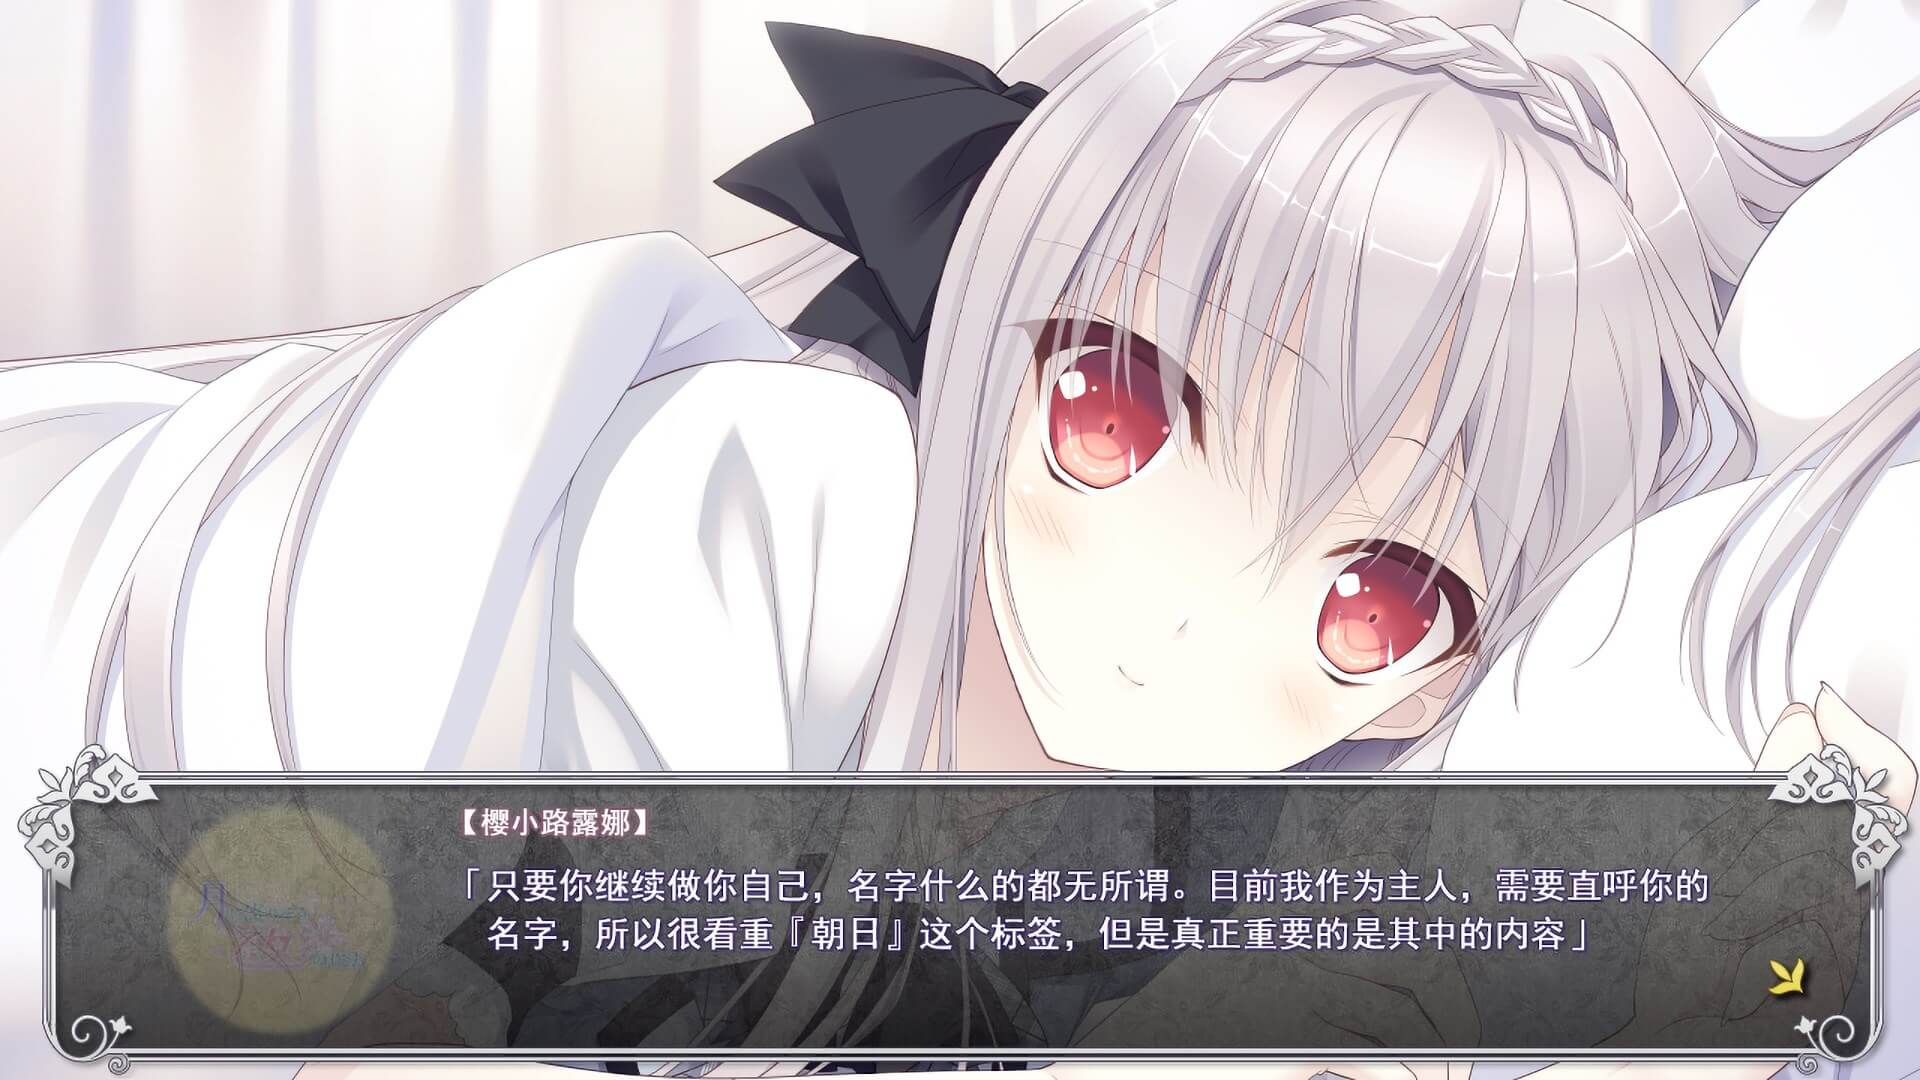 【樱小路露娜】
「只要你继续做你自己，名字什么的都无所谓。目前我作为主人，需要直呼你的
名字，所以很看重『朝日』这个标签，但是真正重要的是其中的内容」